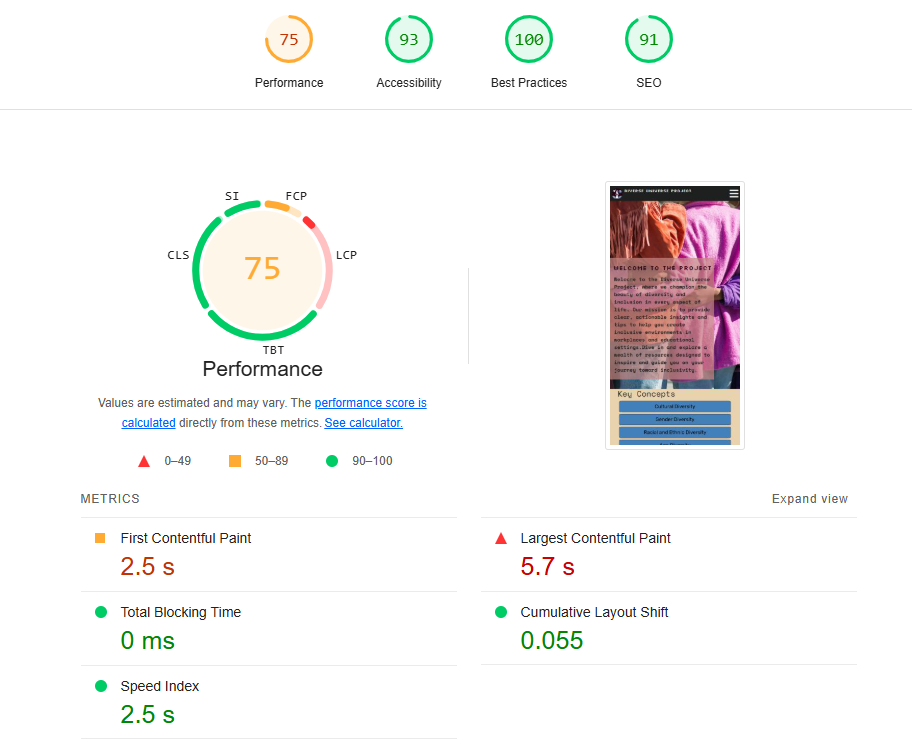 75
93
100
91
Performance
Accessibility
Best Practices
SEO
SI
FCP
CLS
LCP
75
TBT
Performance
Values are estimated and may vary. The performance score is
calculated directly from these metrics. See calculator.
0–49
50–89
90–100
DIVERSE UNIVERSE PROJECT
WELCOME TO THE PROJECT
Welcome to the Diverse Universe
Project, where we champion the
beauty of diversity and
inclusion in every aspect of
life. Our mission is to provide
clear, actionable insights and
tips to help you create
inclusive environments in
workplaces and educational
settings.Dive in and explore a
wealth of resources designed to
inspire and guide you on your
journey toward inclusivity.
Key Concepts
Cultural Diversity
Gender Diversity
Racial and Ethnic Diversity
METRICS
Expand view
First Contentful Paint
2.5 s
Largest Contentful Paint
5.7 s
Total Blocking Time
0 ms
Cumulative Layout Shift
0.055
Speed Index
2.5 s